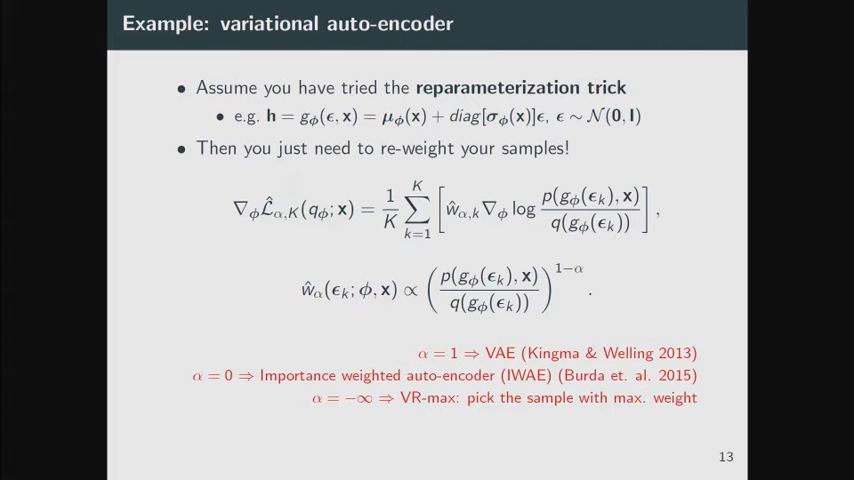 Example: variational auto-encoder
• Assume you have tried the reparameterization trick
• e.g. h = g_ϕ(ϵ, x) = μ_ϕ(x) + diag[σ_ϕ(x)]ϵ, ϵ ∼ 𝒩(0, I)
• Then you just need to re-weight your samples!
∇_ϕ ℒ̂_{α,K}(q_ϕ; x) = 1/K ∑_{k=1}^{K} [ ŵ_{α,k} ∇_ϕ log p(g_ϕ(ϵ_k), x) / q(g_ϕ(ϵ_k)) ],
ŵ_α(ϵ_k; ϕ, x) ∝ ( p(g_ϕ(ϵ_k), x) / q(g_ϕ(ϵ_k)) )^{1−α}.
α = 1 ⇒ VAE (Kingma & Welling 2013)
α = 0 ⇒ Importance weighted auto-encoder (IWAE) (Burda et. al. 2015)
α = −∞ ⇒ VR-max: pick the sample with max. weight
13